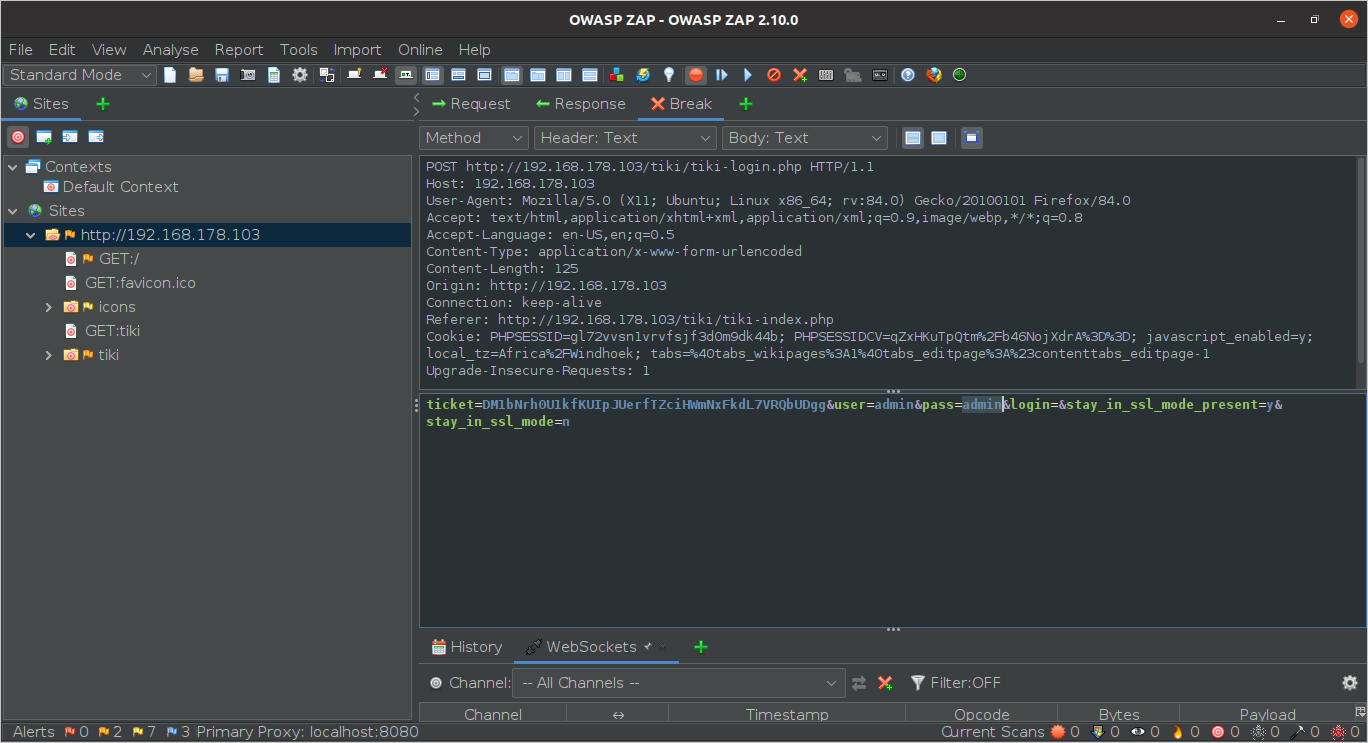 OWASP ZAP - OWASP ZAP 2.10.0
File Edit View Analyse Report Tools Import Online Help
Standard Mode
Sites
Request Response Break
Method Header: Text Body: Text
Contexts
Default Context
Sites
http://192.168.178.103
GET:/
GET:favicon.ico
icons
GET:tiki
tiki
POST http://192.168.178.103/tiki/tiki-login.php HTTP/1.1
Host: 192.168.178.103
User-Agent: Mozilla/5.0 (X11; Ubuntu; Linux x86_64; rv:84.0) Gecko/20100101 Firefox/84.0
Accept: text/html,application/xhtml+xml,application/xml;q=0.9,image/webp,*/*;q=0.8
Accept-Language: en-US,en;q=0.5
Content-Type: application/x-www-form-urlencoded
Content-Length: 125
Origin: http://192.168.178.103
Connection: keep-alive
Referer: http://192.168.178.103/tiki/tiki-index.php
Cookie: PHPSESSID=gl72vvsn1vrvfsjf3d0m9dk44b; PHPSESSIDCV=qZxHKuTpQtm%2Fb46NojXdrA%3D%3D; javascript_enabled=y;
local_tz=Africa%2FWindhoek; tabs=%40tabs_wikipages%3A1%40tabs_editpage%3A%23contenttabs_editpage-1
Upgrade-Insecure-Requests: 1
ticket=DM1bNrh0U1kfKUIpJUerfTZciHWmNxFkdL7VRQbUDgg&user=admin&pass=admin&login=&stay_in_ssl_mode_present=y&
stay_in_ssl_mode=n
History WebSockets
Channel: -- All Channels -- Filter:OFF
Channel ↔ Timestamp Opcode Bytes Payload
Alerts 0 2 7 3 Primary Proxy: localhost:8080 Current Scans 0 0 0 0 0 0 0 0